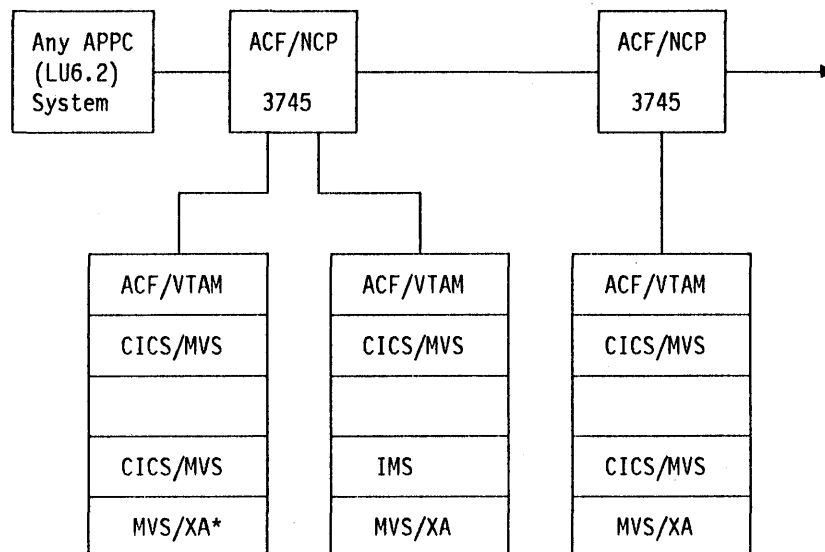 Any APPC
(LU6.2)
System
ACF/NCP
3745
ACF/NCP
3745
ACF/VTAM
CICS/MVS
CICS/MVS
MVS/XA*
ACF/VTAM
CICS/MVS
IMS
MVS/XA
ACF/VTAM
CICS/MVS
CICS/MVS
MVS/XA